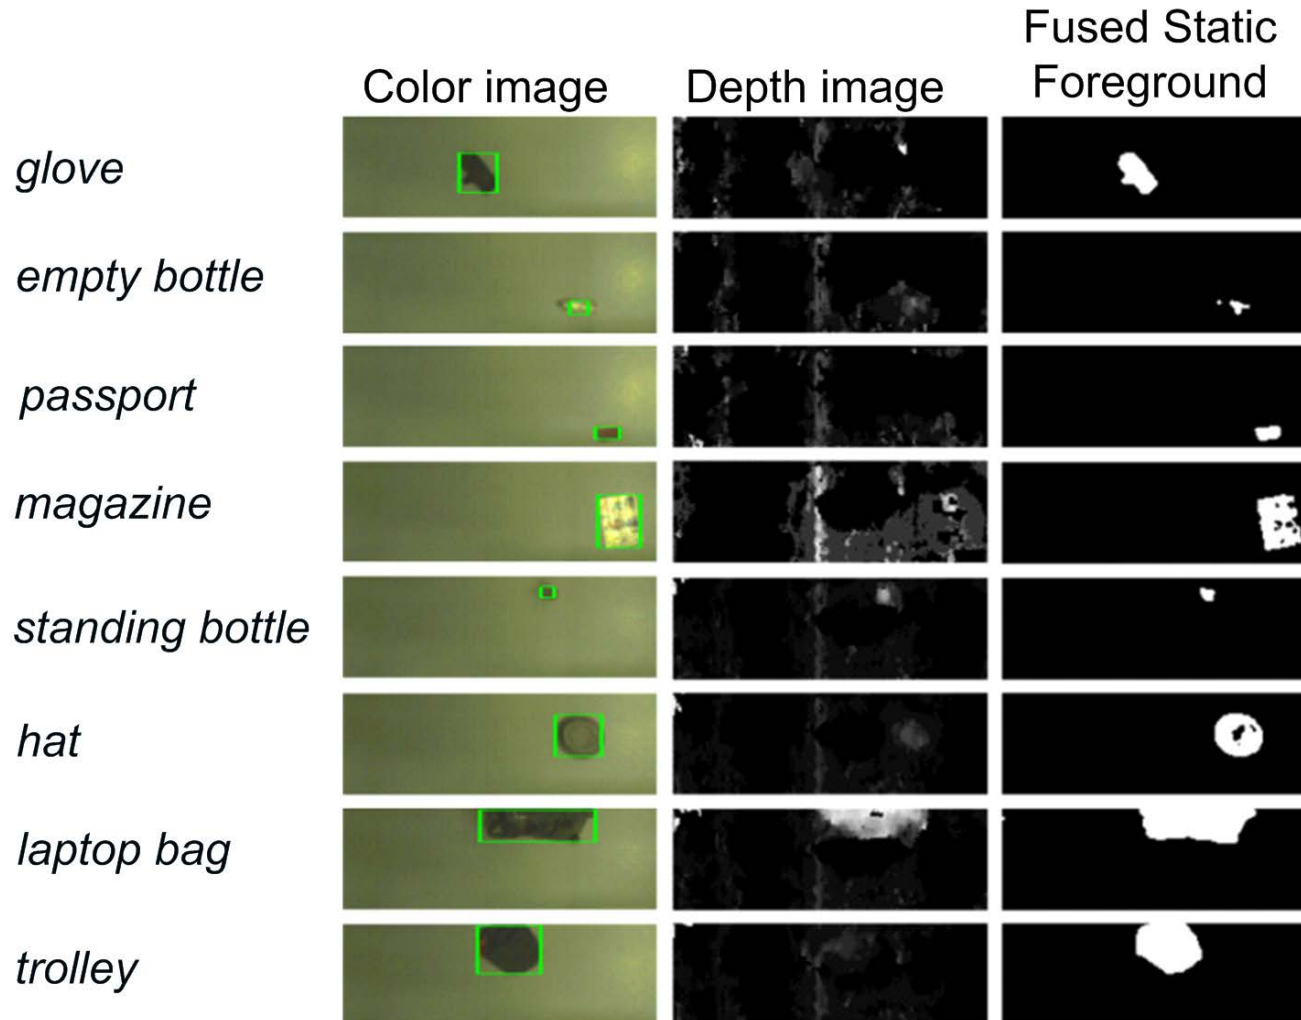 Fused Static
Color image Depth image Foreground
glove
empty bottle
passport
magazine
standing bottle
hat
laptop bag
trolley